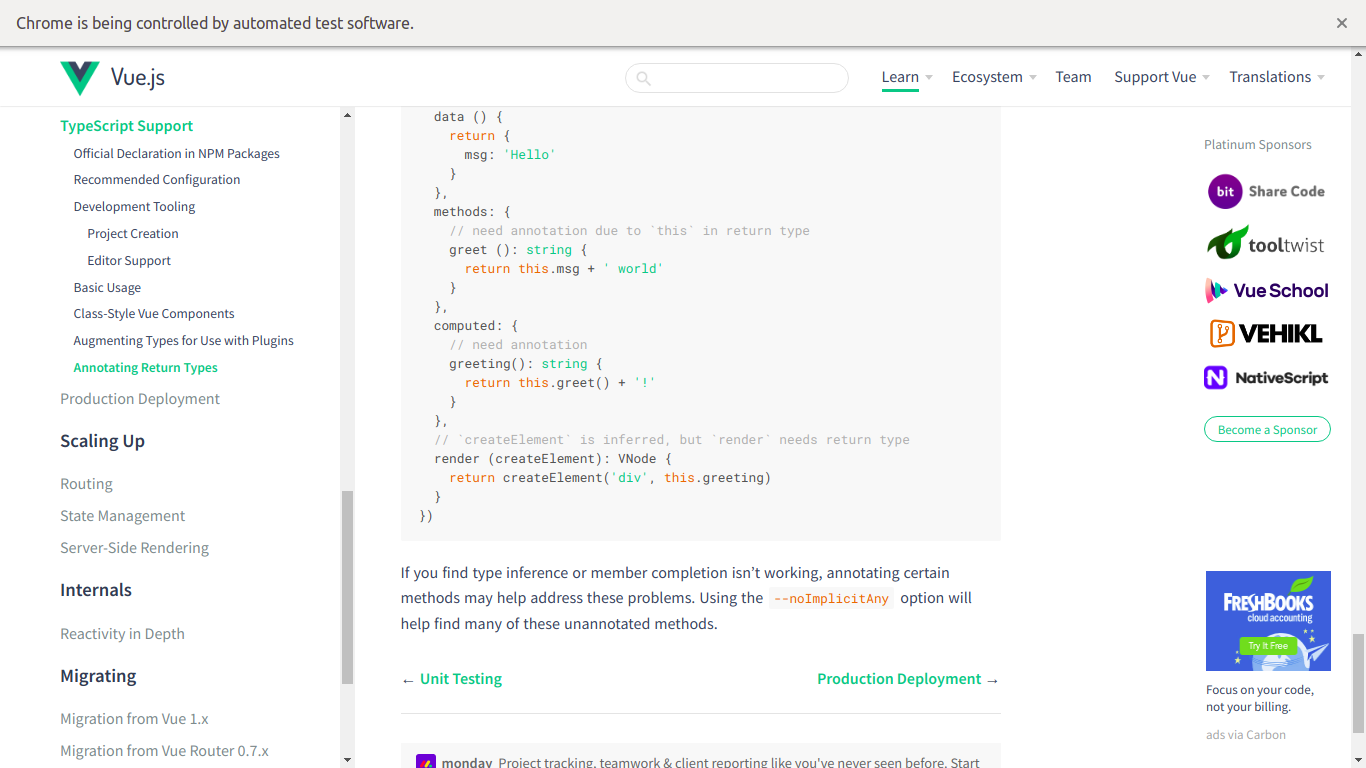 Chrome is being controlled by automated test software.
Vue.js
Learn
Ecosystem
Team
Support Vue
Translations
TypeScript Support
Official Declaration in NPM Packages
Recommended Configuration
Development Tooling
Project Creation
Editor Support
Basic Usage
Class-Style Vue Components
Augmenting Types for Use with Plugins
Annotating Return Types
Production Deployment
Scaling Up
Routing
State Management
Server-Side Rendering
Internals
Reactivity in Depth
Migrating
Migration from Vue 1.x
Migration from Vue Router 0.7.x
data () {
return {
msg: 'Hello'
}
},
methods: {
// need annotation due to `this` in return type
greet (): string {
return this.msg + ' world'
}
},
computed: {
// need annotation
greeting(): string {
return this.greet() + '!'
}
},
// `createElement` is inferred, but `render` needs return type
render (createElement): VNode {
return createElement('div', this.greeting)
}
})
If you find type inference or member completion isn’t working, annotating certain
methods may help address these problems. Using the --noImplicitAny option will
help find many of these unannotated methods.
← Unit Testing
Production Deployment →
monday Project tracking, teamwork & client reporting like you've never seen before. Start
Platinum Sponsors
bit Share Code
tooltwist
Vue School
VEHIKL
NativeScript
Become a Sponsor
FRESHBOOKS
cloud accounting
Try It Free
Focus on your code,
not your billing.
ads via Carbon